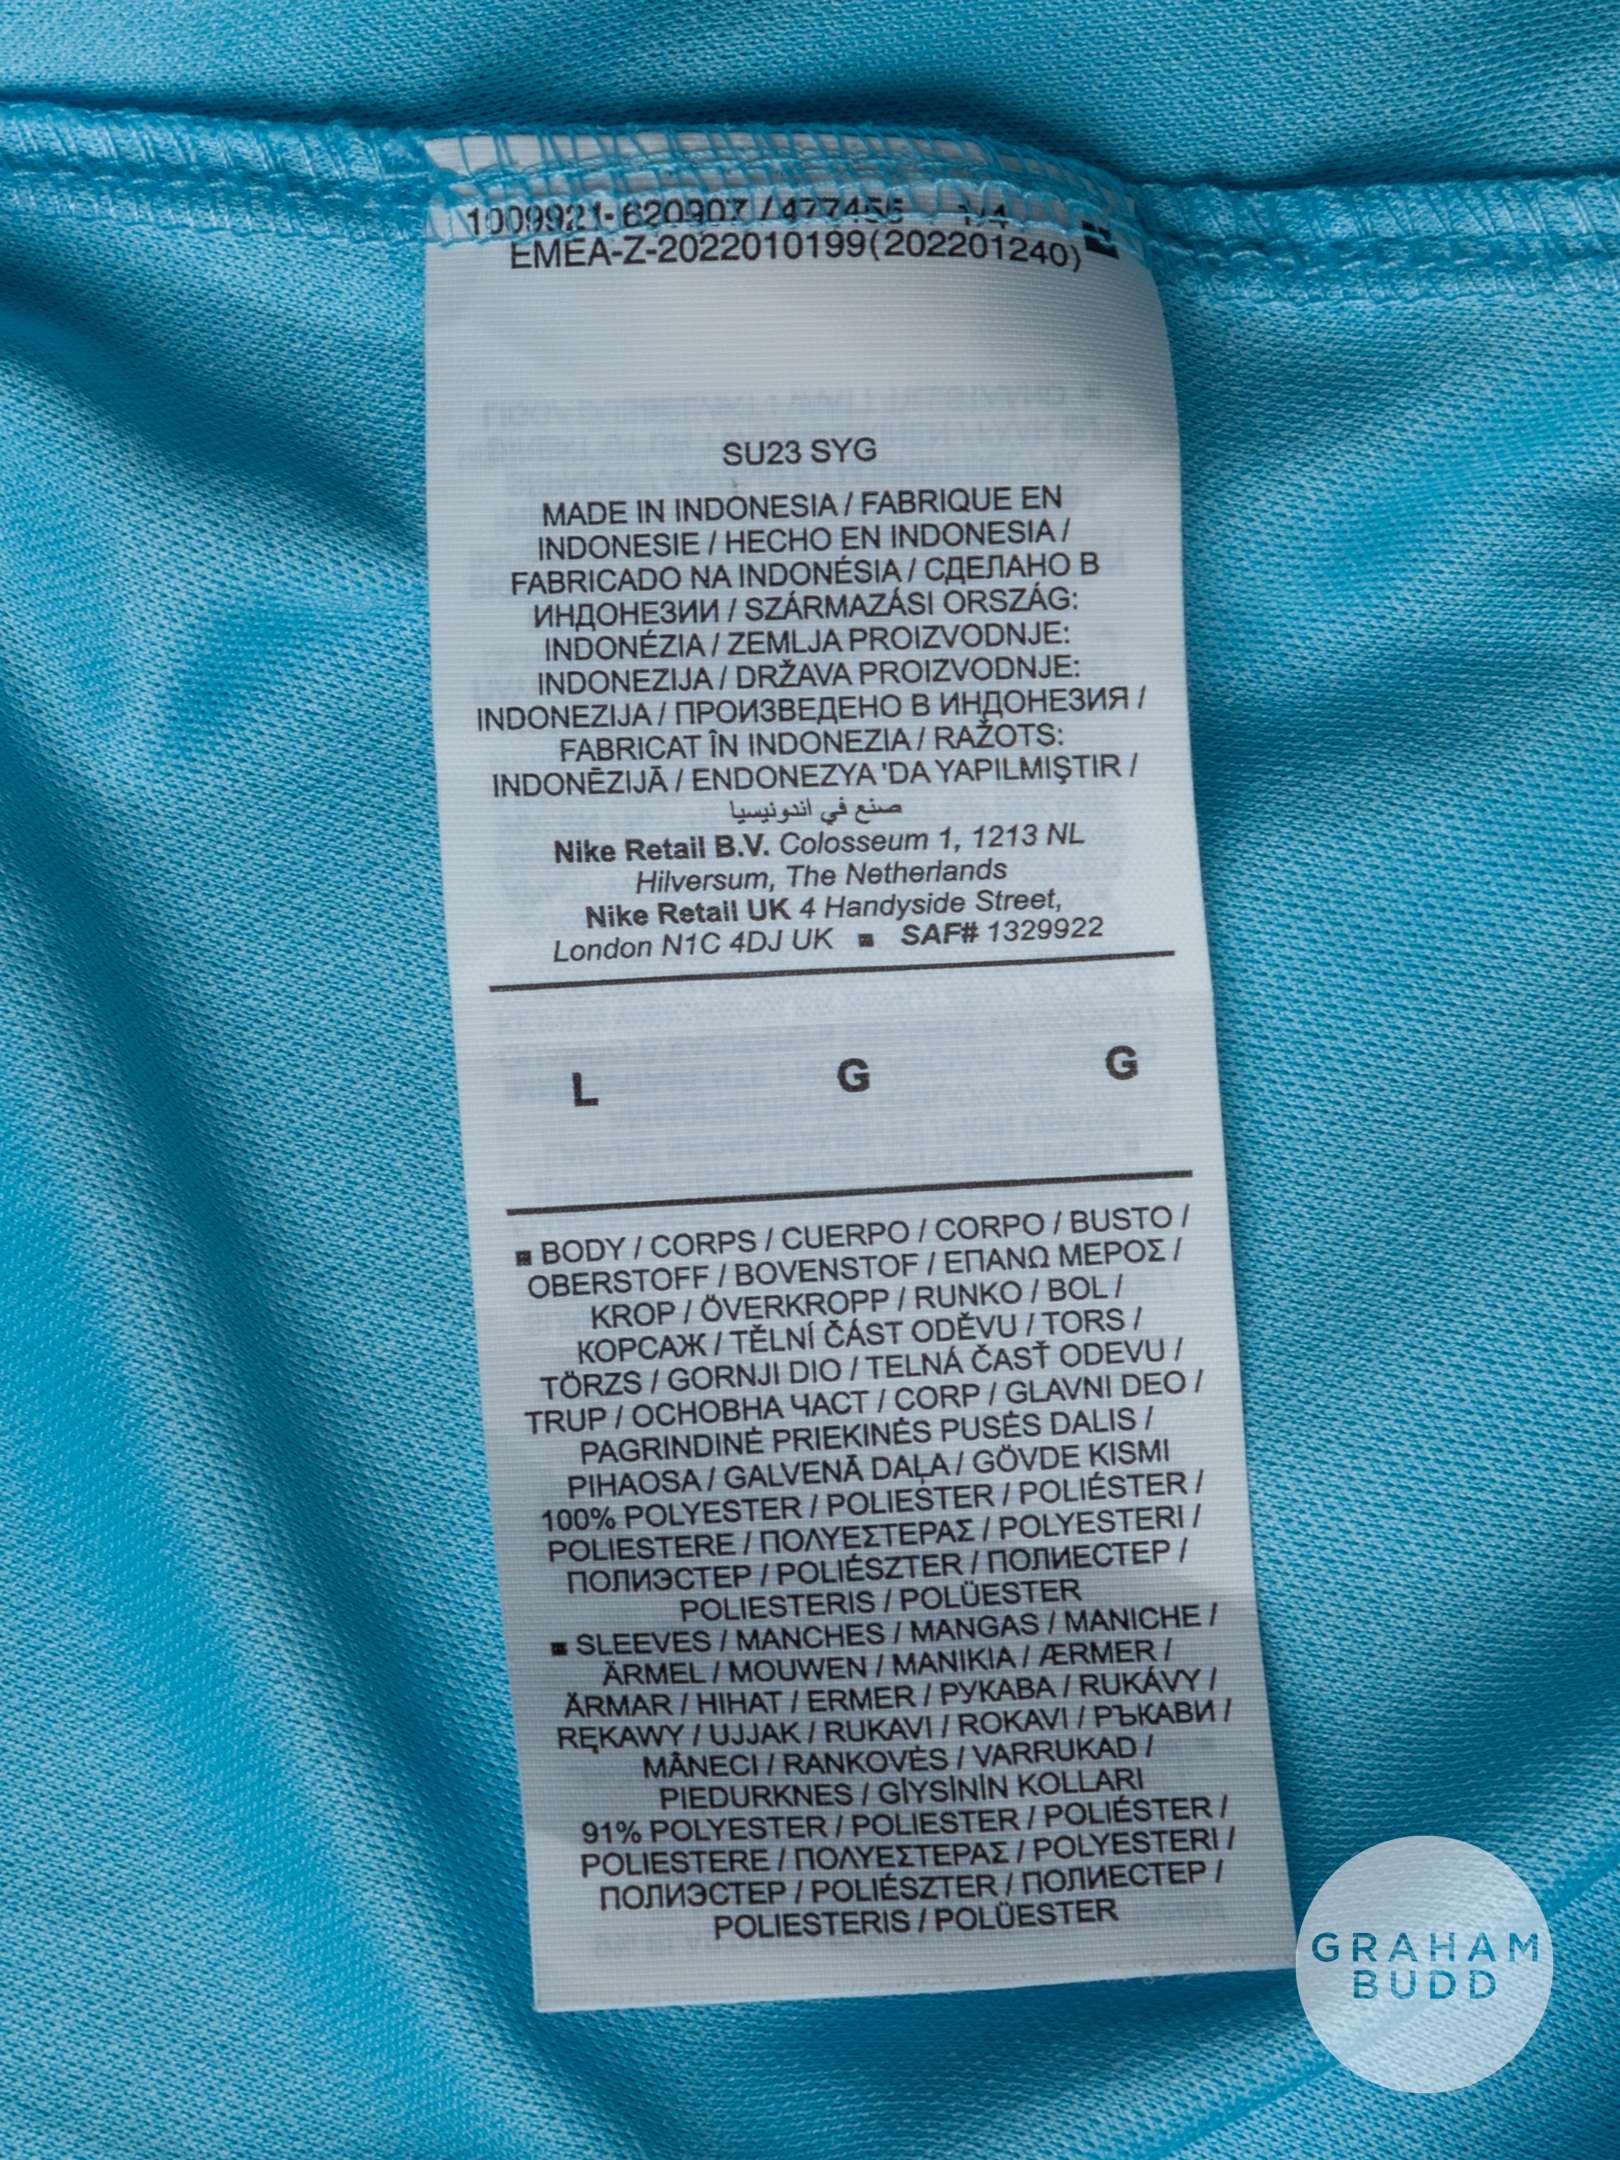 1009921- 620907 / 477455 1/4
EMEA-Z-2022010199(202201240)
SU23 SYG
MADE IN INDONESIA / FABRIQUE EN
INDONESIE / HECHO EN INDONESIA /
FABRICADO NA INDONÉSIA / СДЕЛАНО В
ИНДОНЕЗИИ / SZÁRMAZÁSI ORSZÁG:
INDONÉZIA / ZEMLJA PROIZVODNJE:
INDONEZIJA / DRŽAVA PROIZVODNJE:
INDONEZIJA / ПРОИЗВЕДЕНО В ИНДОНЕЗИЯ /
FABRICAT ÎN INDONEZIA / RAŽOTS:
INDONĒZIJĀ / ENDONEZYA 'DA YAPILMIŞTIR /
صنع في اندونيسيا
Nike Retail B.V. Colosseum 1, 1213 NL
Hilversum, The Netherlands
Nike Retail UK 4 Handyside Street,
London N1C 4DJ UK ■ SAF# 1329922
L G G
■ BODY / CORPS / CUERPO / CORPO / BUSTO /
OBERSTOFF / BOVENSTOF / ΕΠΑΝΩ ΜΕΡΟΣ /
KROP / ÖVERKROPP / RUNKO / BOL /
КОРСАЖ / TĚLNÍ ČÁST ODĚVU / TORS /
TÖRZS / GORNJI DIO / TELNÁ ČASŤ ODEVU /
TRUP / ОСНОВНА ЧАСТ / CORP / GLAVNI DEO /
PAGRINDINĖ PRIEKINĖS PUSĖS DALIS /
PIHAOSA / GALVENĀ DAĻA / GÖVDE KISMI
100% POLYESTER / POLIESTER / POLIÉSTER /
POLIESTERE / ΠΟΛΥΕΣΤΕΡΑΣ / POLYESTERI /
ПОЛИЭСТЕР / POLIÉSZTER / ПОЛИЕСТЕР /
POLIESTERIS / POLÜESTER
■ SLEEVES / MANCHES / MANGAS / MANICHE /
ÄRMEL / MOUWEN / MANIKIA / ÆRMER /
ÄRMAR / HIHAT / ERMER / РУКАВА / RUKÁVY /
RĘKAWY / UJJAK / RUKAVI / ROKAVI / РЪКАВИ /
MÂNECI / RANKOVĖS / VARRUKAD /
PIEDURKNES / GİYSİNİN KOLLARI
91% POLYESTER / POLIESTER / POLIÉSTER /
POLIESTERE / ΠΟΛΥΕΣΤΕΡΑΣ / POLYESTERI /
ПОЛИЭСТЕР / POLIÉSZTER / ПОЛИЕСТЕР /
POLIESTERIS / POLÜESTER
GRAHAM
BUDD